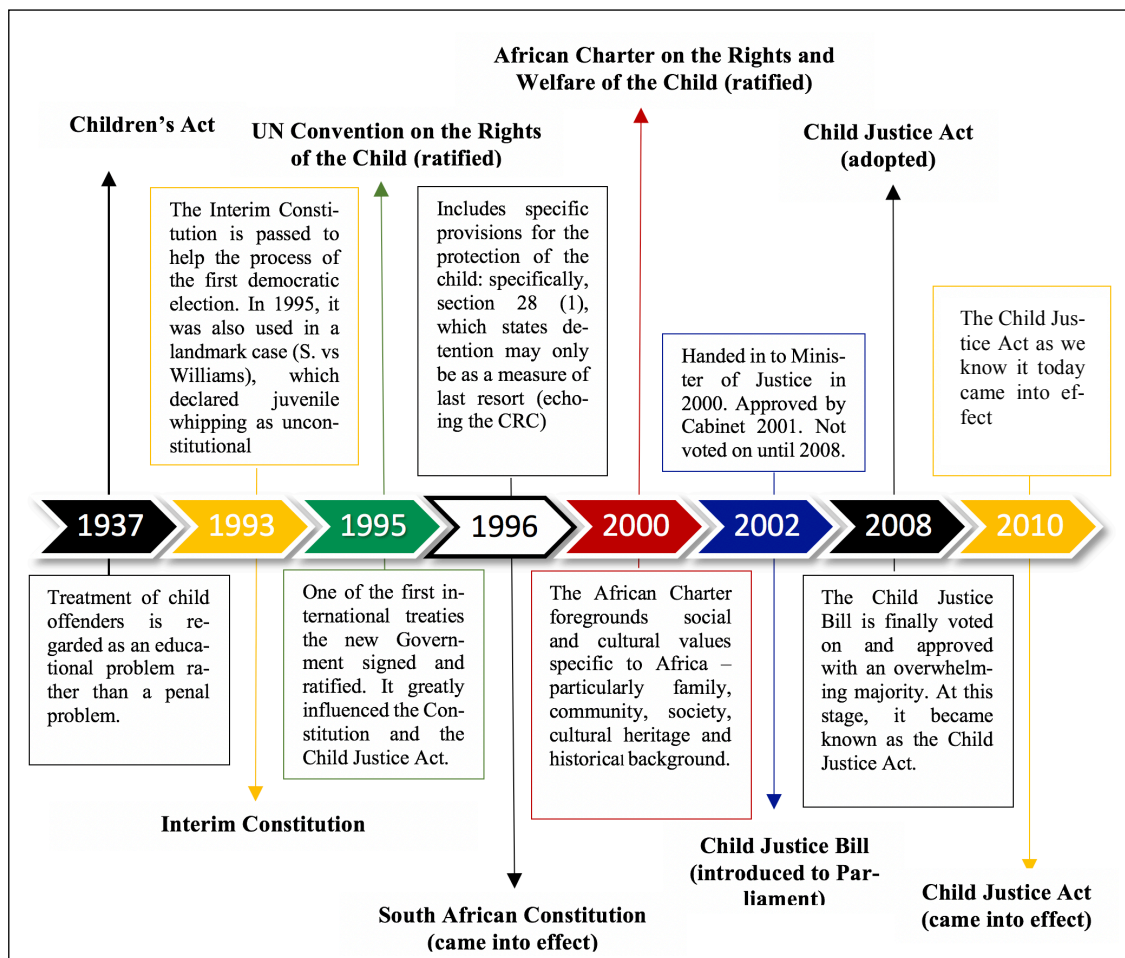 African Charter on the Rights and
Welfare of the Child (ratified)
Children's Act
UN Convention on the Rights
of the Child (ratified)
Child Justice Act
(adopted)
The Interim Consti-
tution is passed to
help the process of
the first democratic
election. In 1995, it
was also used in a
landmark case (S. vs
Williams), which
declared juvenile
whipping as uncon-
stitutional
Includes specific
provisions for the
protection of the
child: specifically,
section 28 (1),
which states de-
tention may only
be as a measure of
last resort (echo-
ing the CRC)
Handed in to Minis-
ter of Justice in
2000. Approved by
Cabinet 2001. Not
voted on until 2008.
The Child Jus-
tice Act as we
know it today
came into ef-
fect
1937
1993
1995
1996
2000
2002
2008
2010
Treatment of child
offenders is re-
garded as an educa-
tional problem ra-
ther than a penal
problem.
One of the first in-
ternational treaties
the new Govern-
ment signed and
ratified. It greatly
influenced the Con-
stitution and the
Child Justice Act.
The African Charter
foregrounds social
and cultural values
specific to Africa –
particularly family,
community, society,
cultural heritage and
historical background.
The Child Justice
Bill is finally voted
on and approved
with an overwhelm-
ing majority. At this
stage, it became
known as the Child
Justice Act.
Interim Constitution
South African Constitution
(came into effect)
Child Justice Bill
(introduced to Par-
liament)
Child Justice Act
(came into effect)